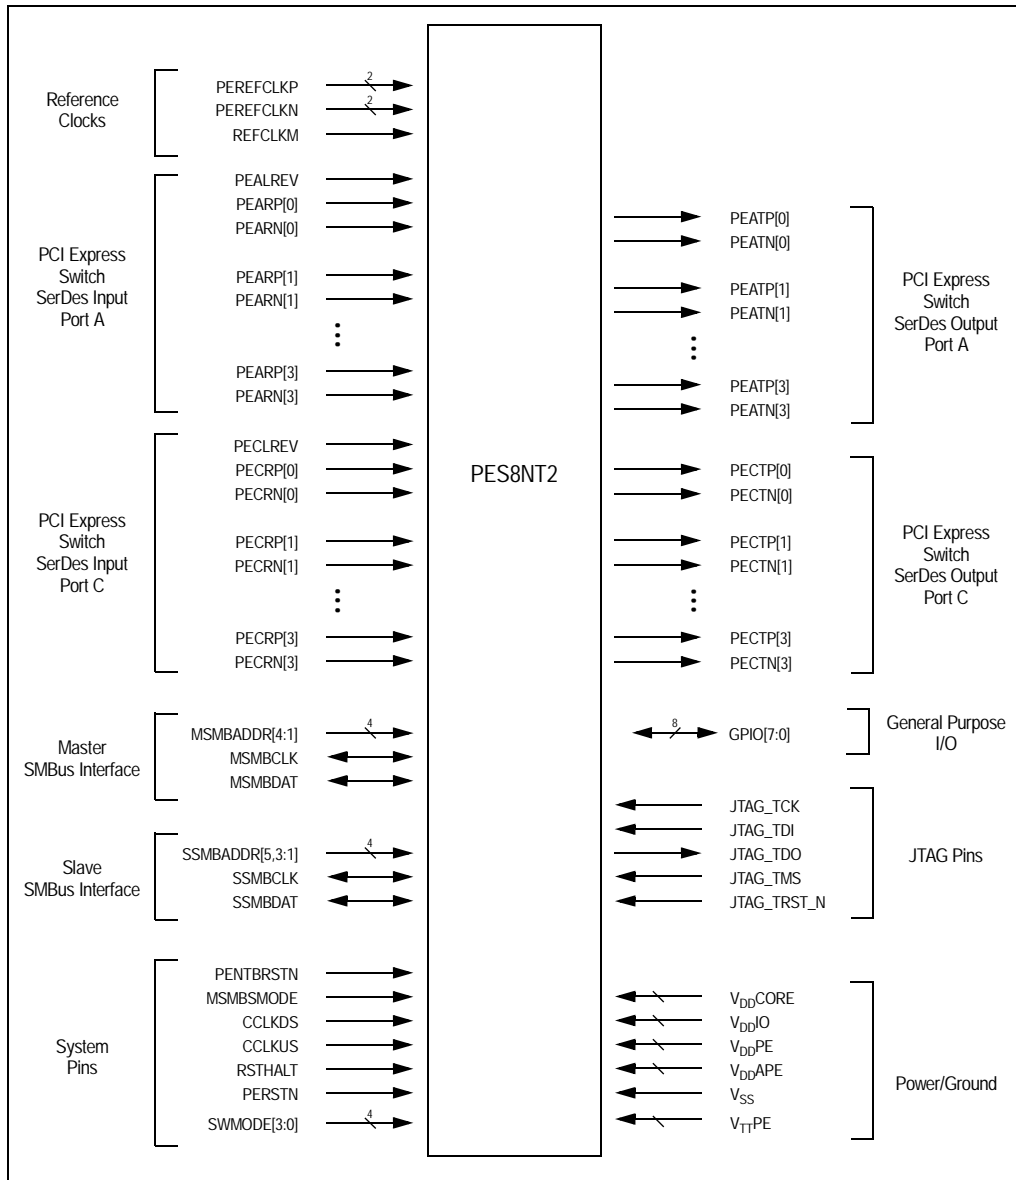 Reference
Clocks
PEREFCLKP
2
PEREFCLKN
2
REFCLKM
PCI Express
Switch
SerDes Input
Port A
PEALREV
PEARP[0]
PEARN[0]
PEARP[1]
PEARN[1]
PEARP[3]
PEARN[3]
PCI Express
Switch
SerDes Input
Port C
PECLREV
PECRP[0]
PECRN[0]
PECRP[1]
PECRN[1]
PECRP[3]
PECRN[3]
Master
SMBus Interface
MSMBADDR[4:1]
4
MSMBCLK
MSMBDAT
Slave
SMBus Interface
SSMBADDR[5,3:1]
4
SSMBCLK
SSMBDAT
System
Pins
PENTBRSTN
MSMBSMODE
CCLKDS
CCLKUS
RSTHALT
PERSTN
SWMODE[3:0]
4
PES8NT2
PEATP[0]
PEATN[0]
PEATP[1]
PEATN[1]
PEATP[3]
PEATN[3]
PCI Express
Switch
SerDes Output
Port A
PECTP[0]
PECTN[0]
PECTP[1]
PECTN[1]
PECTP[3]
PECTN[3]
PCI Express
Switch
SerDes Output
Port C
8
GPIO[7:0]
General Purpose
I/O
JTAG_TCK
JTAG_TDI
JTAG_TDO
JTAG_TMS
JTAG_TRST_N
JTAG Pins
VDDCORE
VDDIO
VDDPE
VDDAPE
VSS
VTTPE
Power/Ground